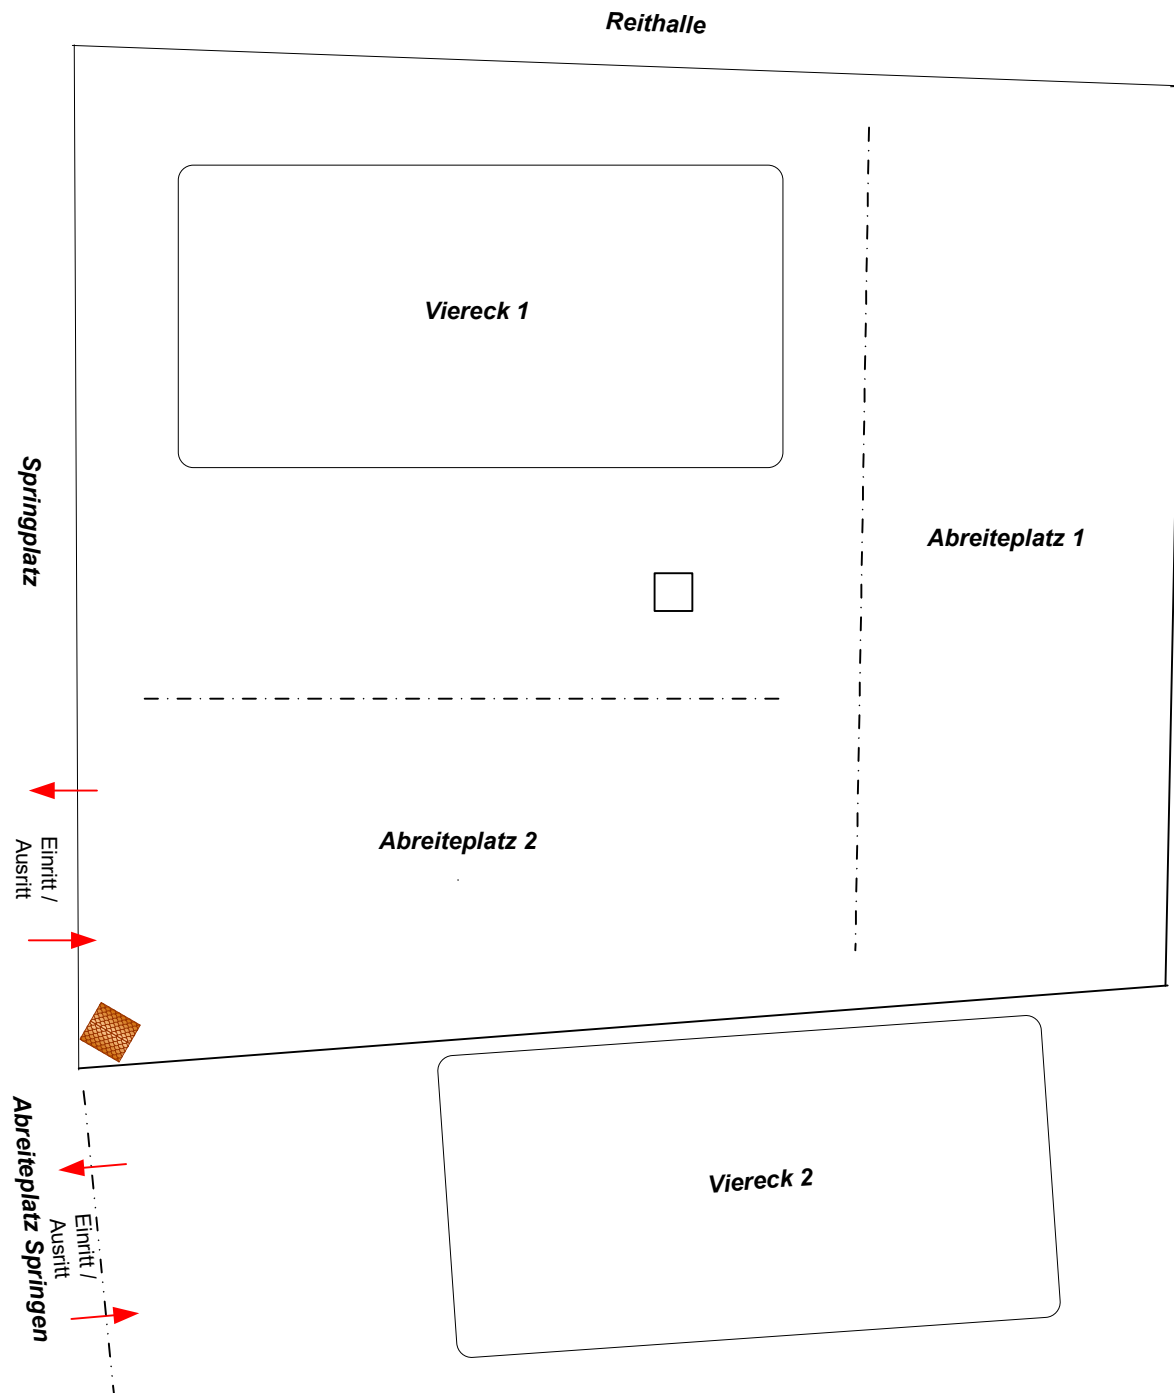 Reithalle
Viereck 1
Springplatz
Abreiteplatz 1
Abreiteplatz 2
Einritt /
Ausritt
Viereck 2
Abreiteplatz Springen
Einritt /
Ausritt